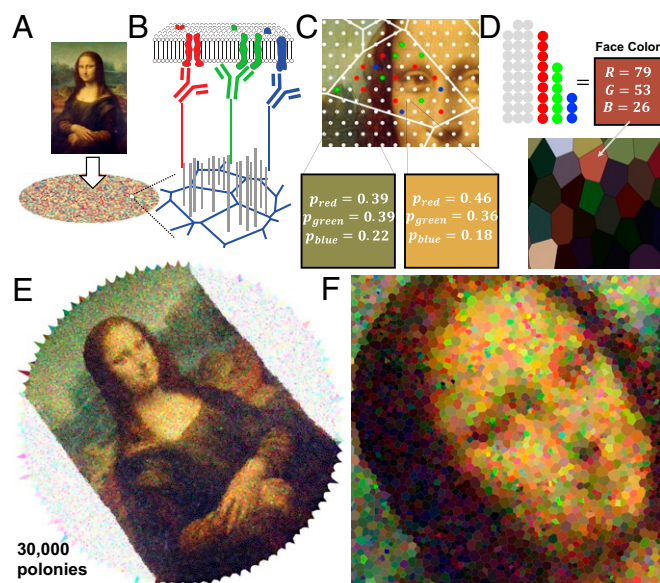 A
B
C
D
Face Color
R = 79
G = 53
B = 26
=
p_red = 0.39
p_green = 0.39
p_blue = 0.22
p_red = 0.46
p_green = 0.36
p_blue = 0.18
E
F
30,000
polonies